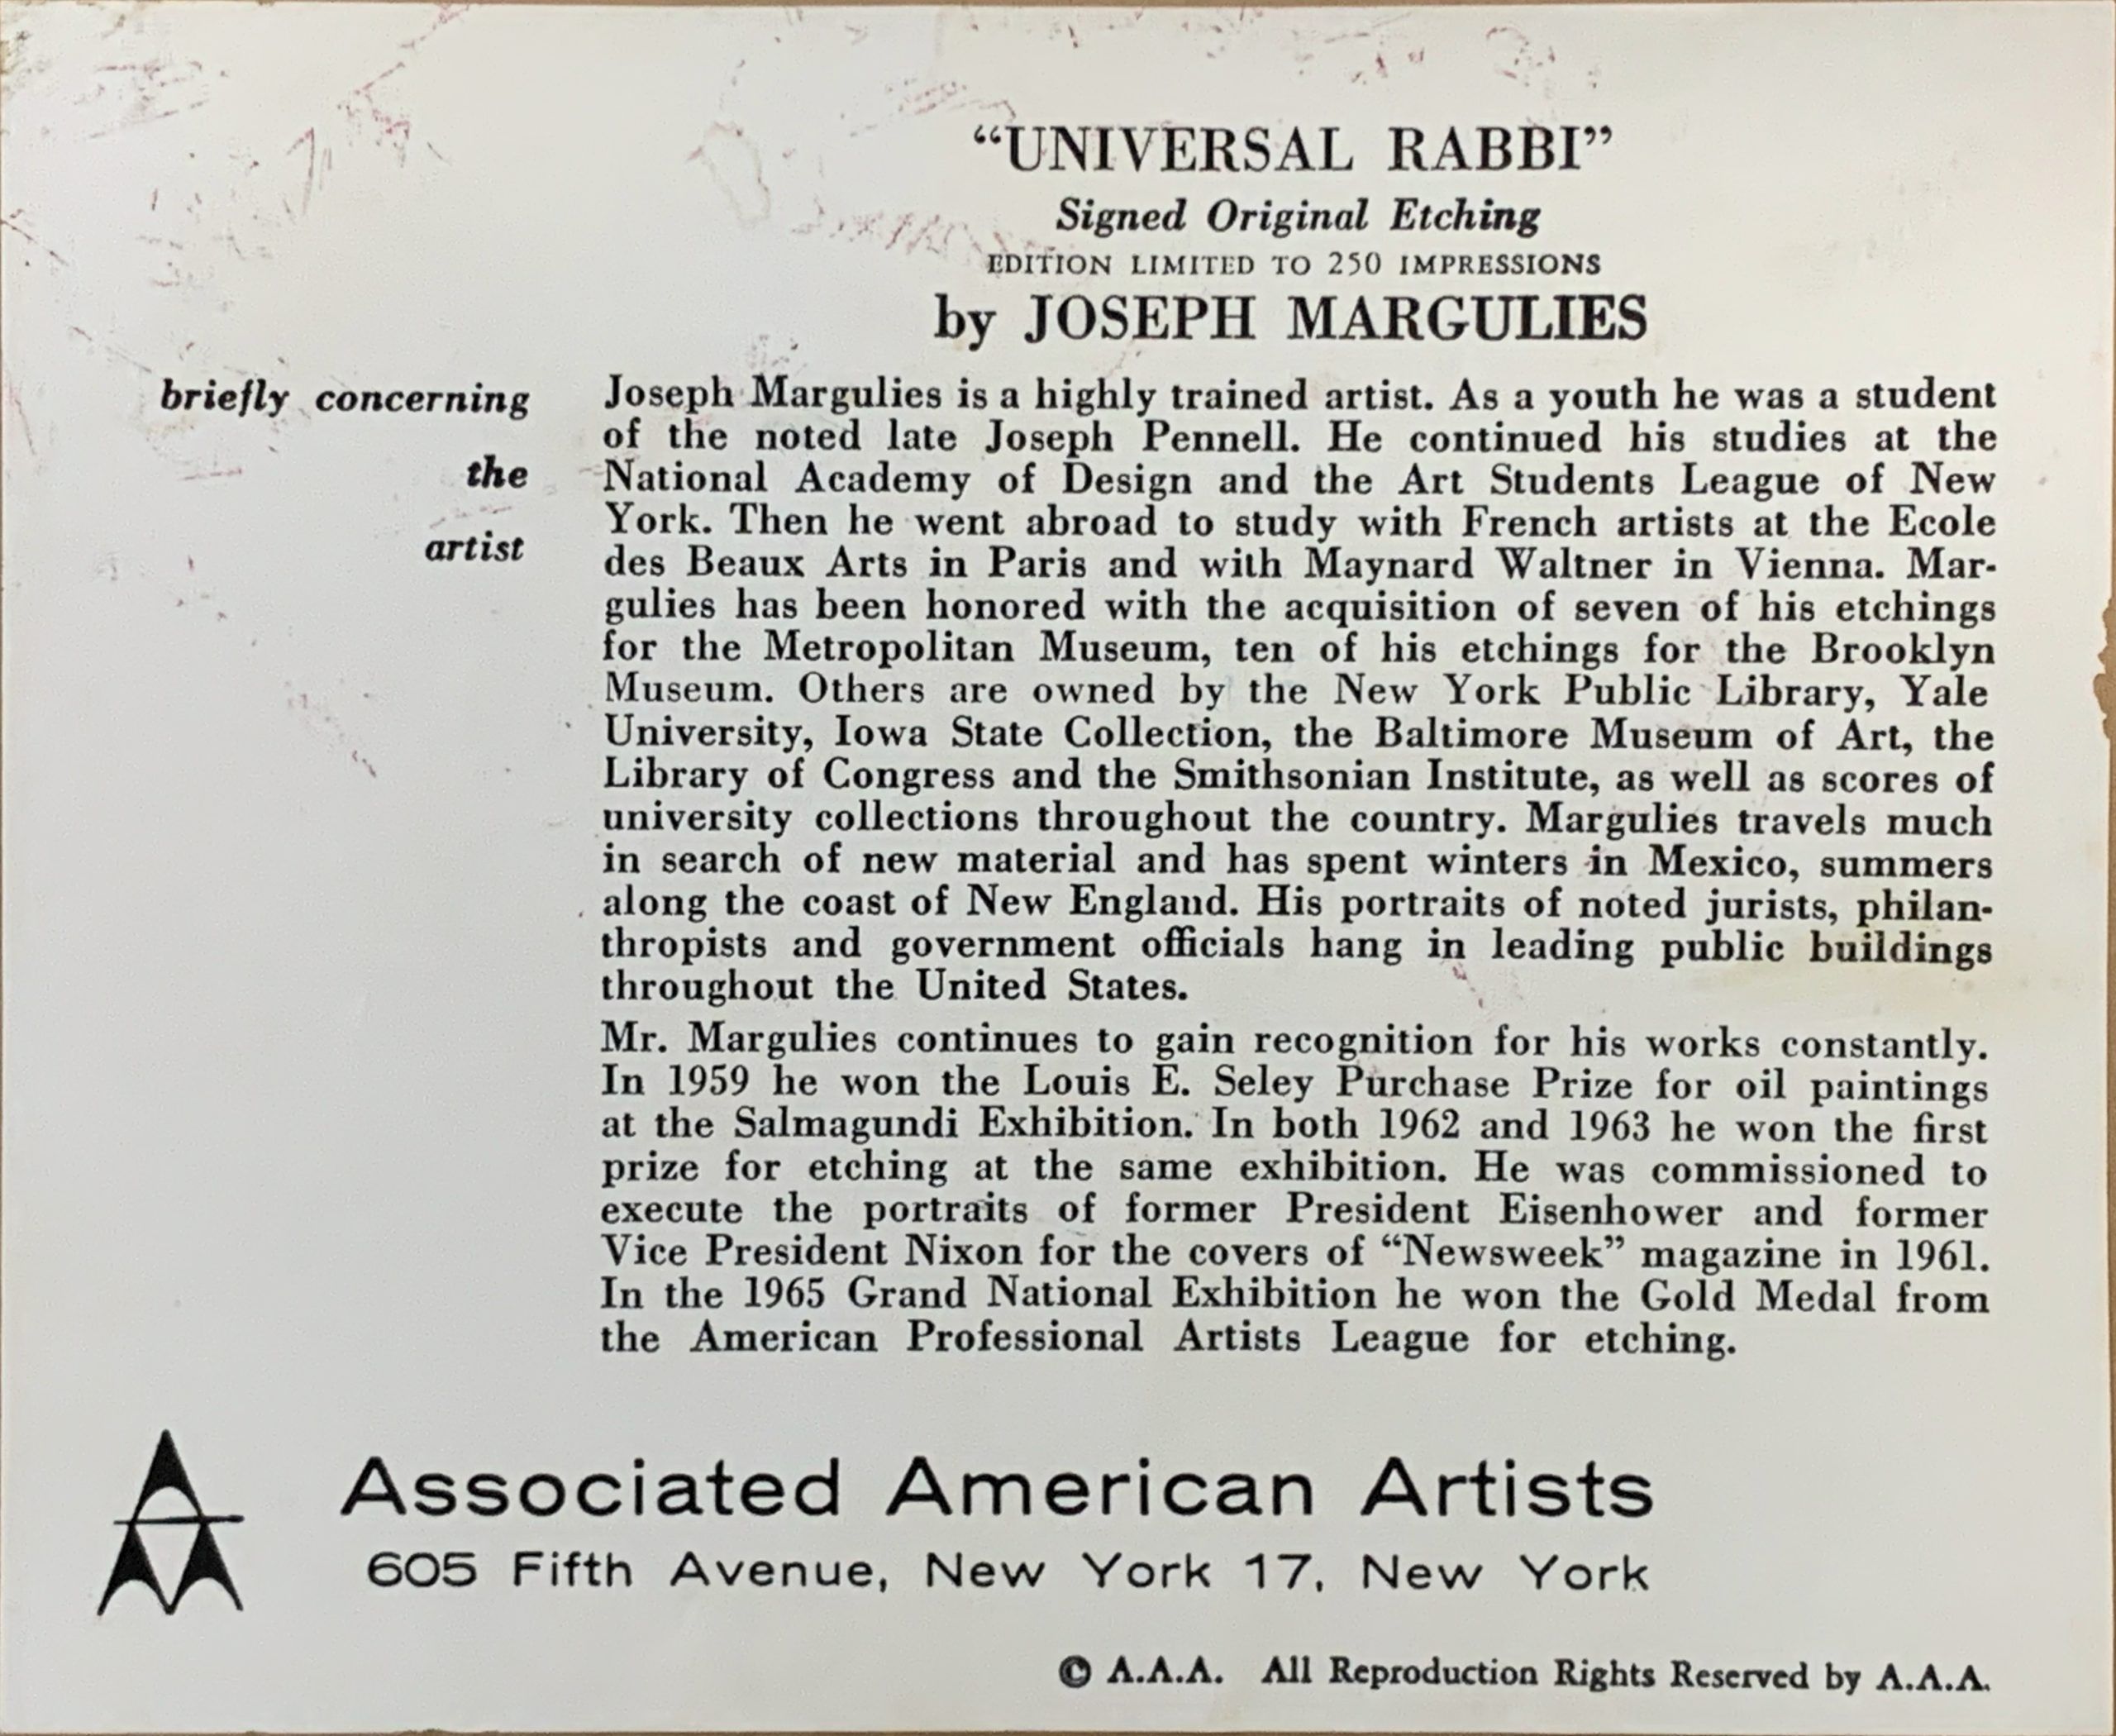 “UNIVERSAL RABBI”
Signed Original Etching
EDITION LIMITED TO 250 IMPRESSIONS
by JOSEPH MARGULIES
briefly concerning
the
artist
Joseph Margulies is a highly trained artist. As a youth he was a student
of the noted late Joseph Pennell. He continued his studies at the
National Academy of Design and the Art Students League of New
York. Then he went abroad to study with French artists at the Ecole
des Beaux Arts in Paris and with Maynard Waltner in Vienna. Mar-
gulies has been honored with the acquisition of seven of his etchings
for the Metropolitan Museum, ten of his etchings for the Brooklyn
Museum. Others are owned by the New York Public Library, Yale
University, Iowa State Collection, the Baltimore Museum of Art, the
Library of Congress and the Smithsonian Institute, as well as scores of
university collections throughout the country. Margulies travels much
in search of new material and has spent winters in Mexico, summers
along the coast of New England. His portraits of noted jurists, philan-
thropists and government officials hang in leading public buildings
throughout the United States.
Mr. Margulies continues to gain recognition for his works constantly.
In 1959 he won the Louis E. Seley Purchase Prize for oil paintings
at the Salmagundi Exhibition. In both 1962 and 1963 he won the first
prize for etching at the same exhibition. He was commissioned to
execute the portraits of former President Eisenhower and former
Vice President Nixon for the covers of “Newsweek” magazine in 1961.
In the 1965 Grand National Exhibition he won the Gold Medal from
the American Professional Artists League for etching.
Associated American Artists
605 Fifth Avenue, New York 17, New York
© A.A.A. All Reproduction Rights Reserved by A.A.A.